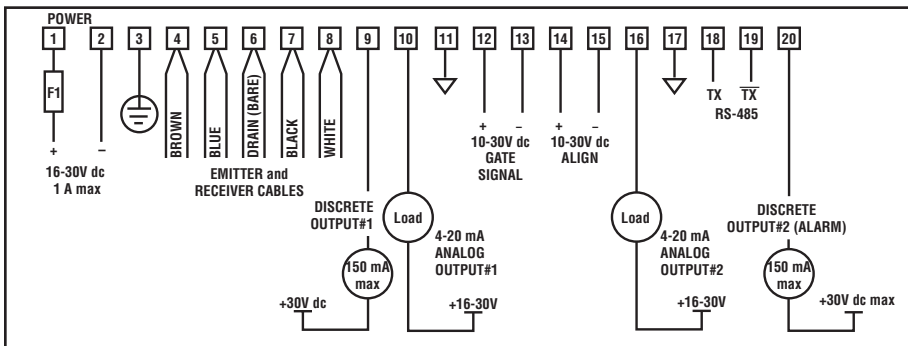 POWER
1 2 3 4 5 6 7 8 9 10 11 12 13 14 15 16 17 18 19 20
F1
+ −
16-30V dc
1 A max
BROWN
BLUE
DRAIN (BARE)
BLACK
WHITE
EMITTER and
RECEIVER CABLES
DISCRETE
OUTPUT#1
150 mA
max
+30V dc
Load
4-20 mA
ANALOG
OUTPUT#1
+16-30V
+ −
10-30V dc
GATE
SIGNAL
+ −
10-30V dc
ALIGN
Load
4-20 mA
ANALOG
OUTPUT#2
+16-30V
TX TX
RS-485
DISCRETE
OUTPUT#2 (ALARM)
150 mA
max
+30V dc max